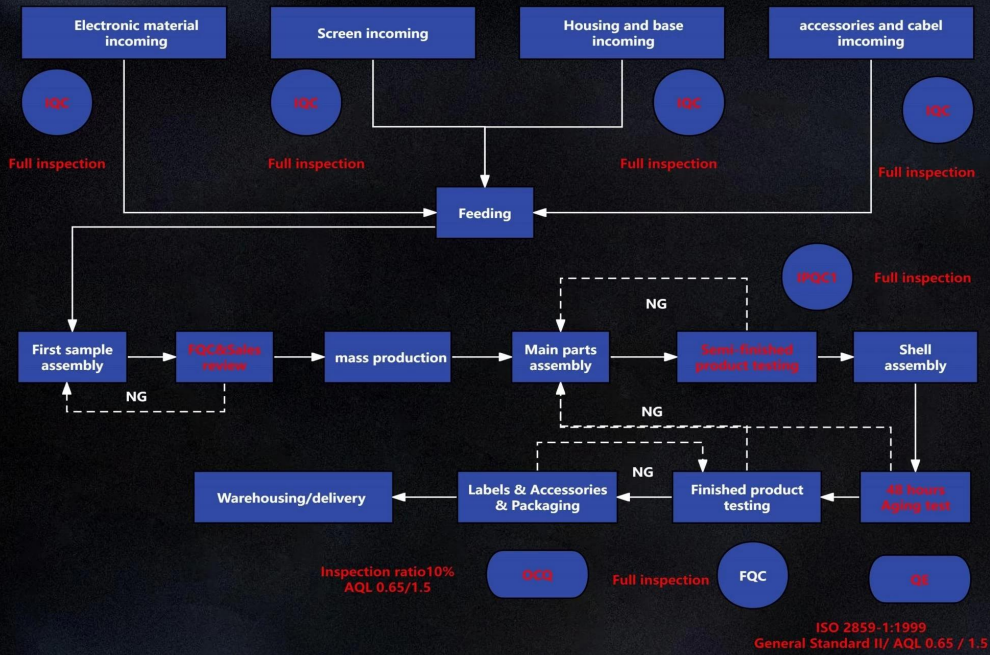 Electronic material
incoming
Screen incoming
Housing and base
incoming
accessories and cabel
imcoming
IQC
IQC
IQC
IQC
Full inspection
Full inspection
Full inspection
Full inspection
Feeding
IPQC1
Full inspection
NG
First sample
assembly
FQC&Sales
review
mass production
Main parts
assembly
Semi-finished
product testing
Shell
assembly
NG
NG
NG
Warehousing/delivery
Labels & Accessories
& Packaging
Finished product
testing
48 hours
Aging test
Inspection ratio10%
AQL 0.65/1.5
OCQ
Full inspection
FQC
QE
ISO 2859-1:1999
General Standard II/ AQL 0.65 / 1.5